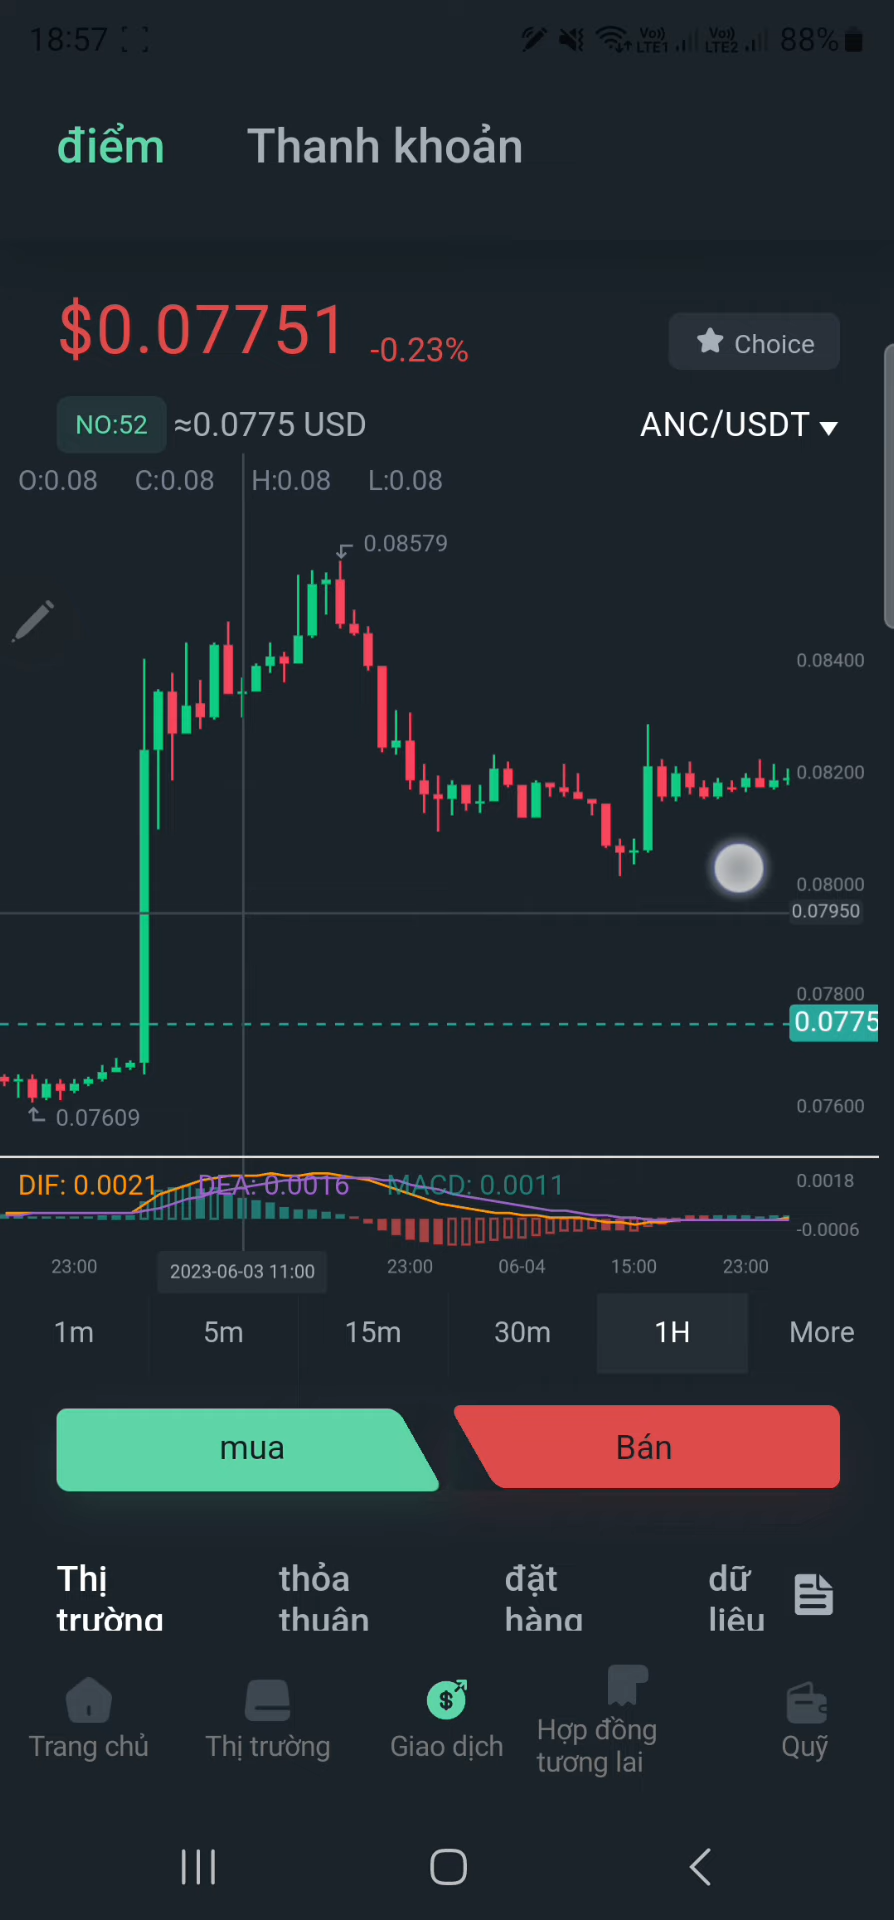 18:57
Vo)) LTE1 Vo)) LTE2 88%
điểm Thanh khoản
$0.07751 -0.23%
Choice
NO:52 ≈0.0775 USD ANC/USDT
O:0.08 C:0.08 H:0.08 L:0.08
0.08579
0.08400
0.08200
0.08000
0.07950
0.07800
0.0775
0.07609
0.07600
DIF: 0.0021 DEA: 0.0016 MACD: 0.0011
0.0018
-0.0006
23:00 2023-06-03 11:00 23:00 06-04 15:00 23:00
1m 5m 15m 30m 1H More
mua Bán
Thị trường thỏa thuận đặt hàng dữ liệu
Trang chủ Thị trường Giao dịch Hợp đồng tương lai Quỹ